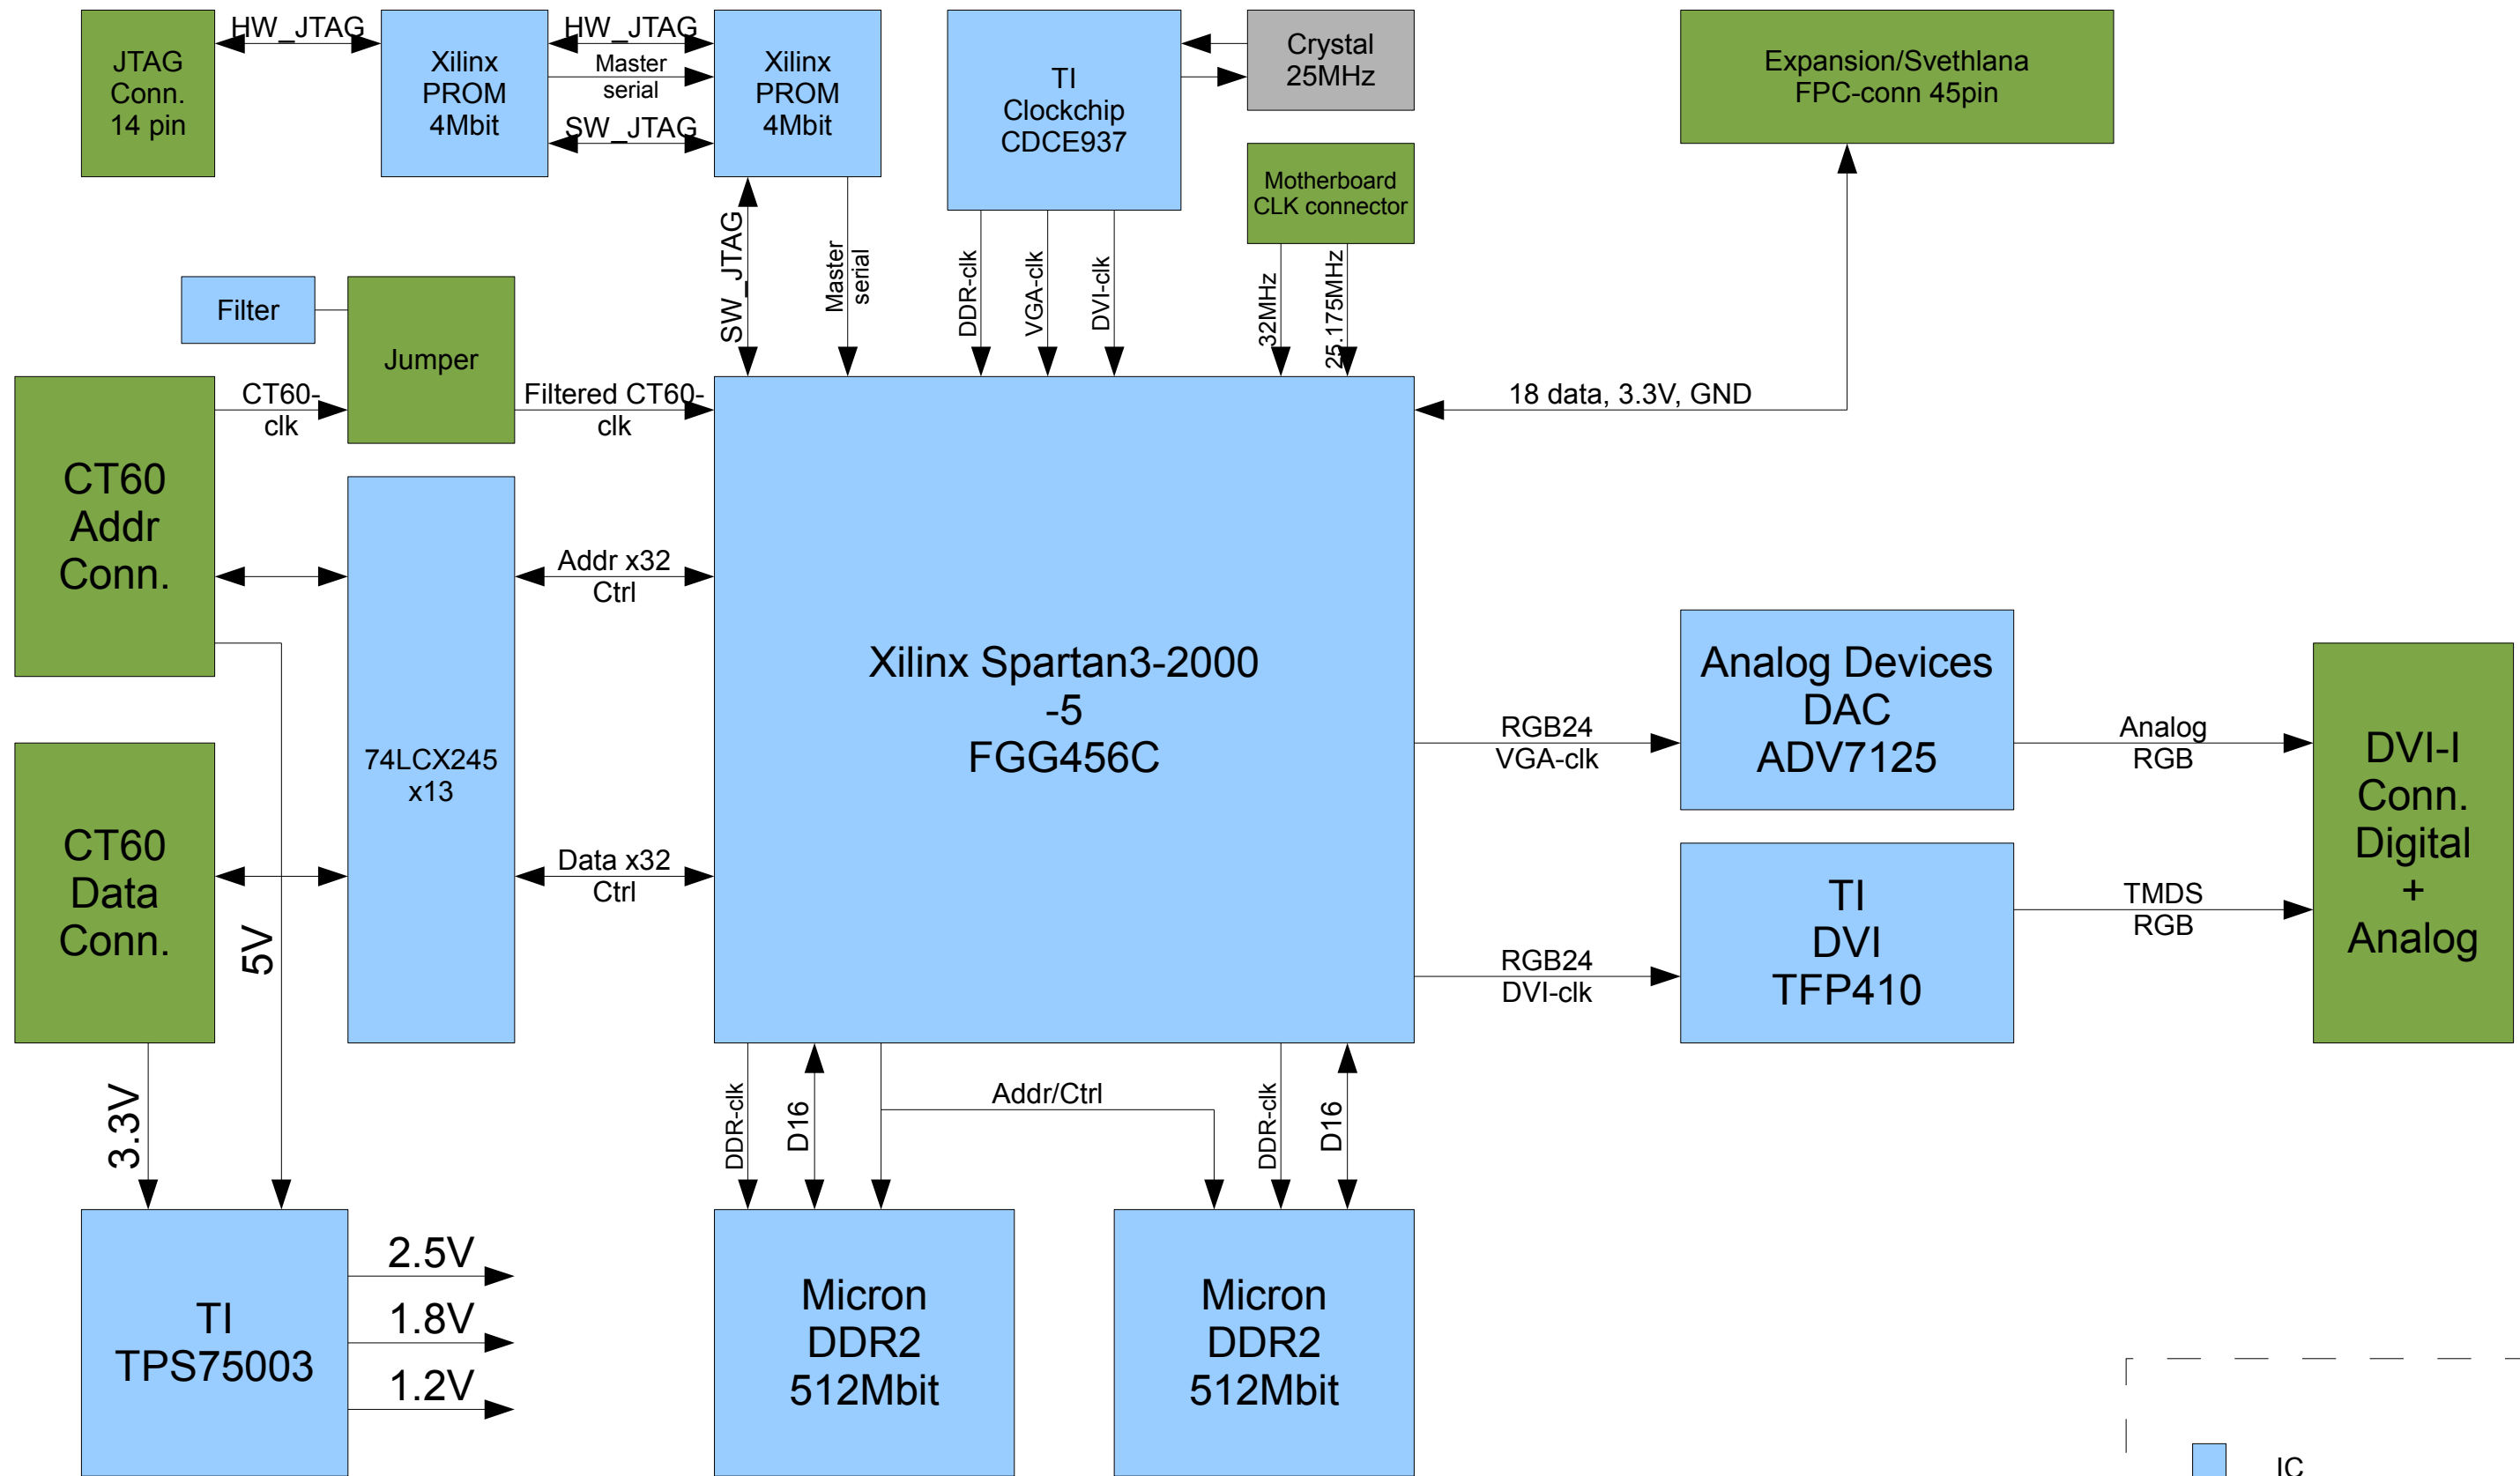 HW_JTAG
HW_JTAG
JTAG
Conn.
14 pin
Xilinx
PROM
4Mbit
Master
serial
SW_JTAG
Xilinx
PROM
4Mbit
TI
Clockchip
CDCE937
Crystal
25MHz
Expansion/Svethlana
FPC-conn 45pin
Motherboard
CLK connector
SW_JTAG
Master
serial
DDR-clk
VGA-clk
DVI-clk
32MHz
25.175MHz
Filter
Jumper
CT60-
clk
Filtered CT60-
clk
18 data, 3.3V, GND
CT60
Addr
Conn.
Addr x32
Ctrl
74LCX245
x13
Xilinx Spartan3-2000
-5
FGG456C
RGB24
VGA-clk
Analog Devices
DAC
ADV7125
Analog
RGB
DVI-I
Conn.
Digital
+
Analog
CT60
Data
Conn.
Data x32
Ctrl
RGB24
DVI-clk
TI
DVI
TFP410
TMDS
RGB
5V
3.3V
DDR-clk
D16
Addr/Ctrl
DDR-clk
D16
TI
TPS75003
2.5V
1.8V
1.2V
Micron
DDR2
512Mbit
Micron
DDR2
512Mbit
IC